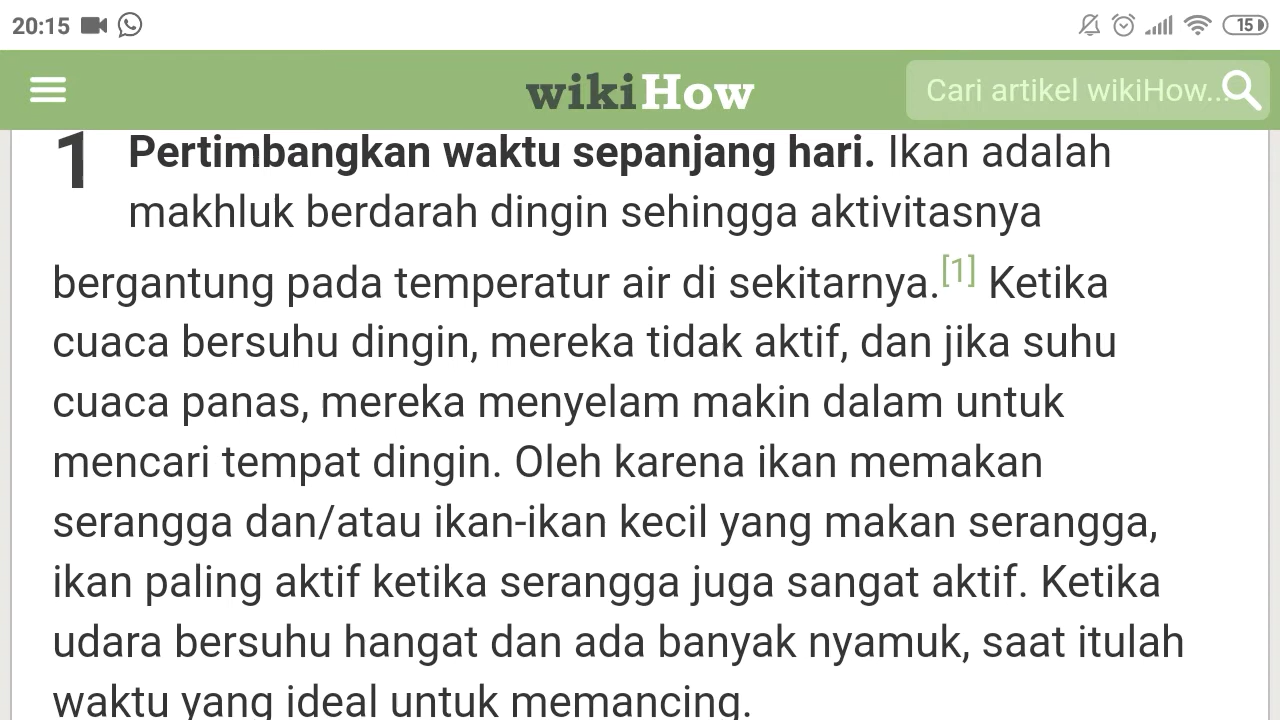 20:15
15
wikiHow
Cari artikel wikiHow...
1 Pertimbangkan waktu sepanjang hari. Ikan adalah
makhluk berdarah dingin sehingga aktivitasnya
bergantung pada temperatur air di sekitarnya.[1] Ketika
cuaca bersuhu dingin, mereka tidak aktif, dan jika suhu
cuaca panas, mereka menyelam makin dalam untuk
mencari tempat dingin. Oleh karena ikan memakan
serangga dan/atau ikan-ikan kecil yang makan serangga,
ikan paling aktif ketika serangga juga sangat aktif. Ketika
udara bersuhu hangat dan ada banyak nyamuk, saat itulah
waktu yang ideal untuk memancing.